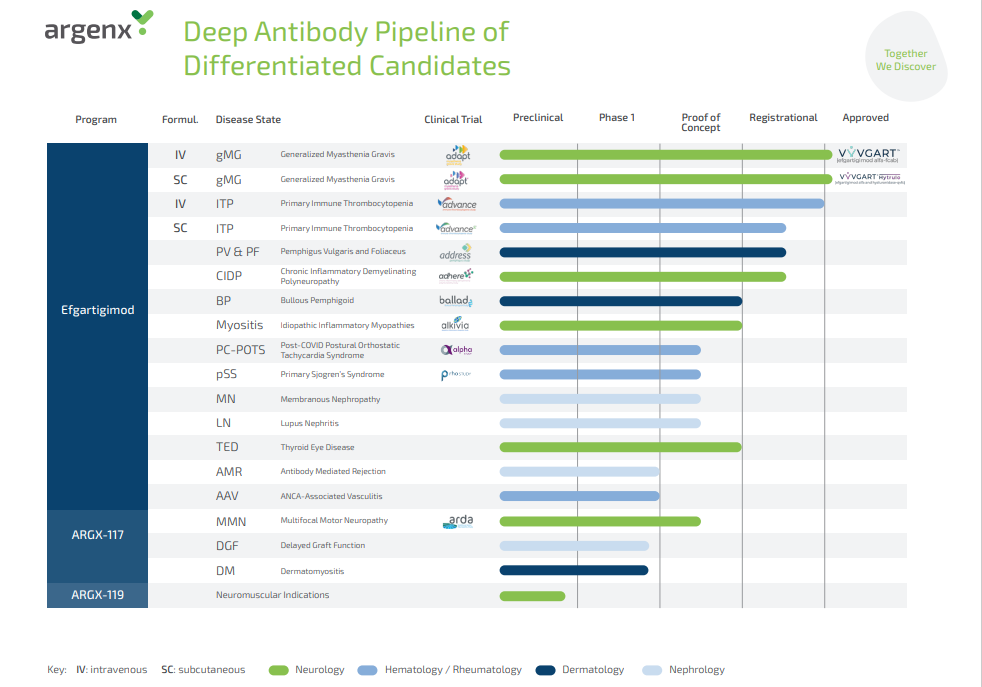 argenx
Deep Antibody Pipeline of
Differentiated Candidates
Together
We Discover
Program Formul. Disease State Clinical Trial Preclinical Phase 1 Proof of Concept Registrational Approved
Efgartigimod
IV gMG Generalized Myasthenia Gravis adapt VYVGART
(efgartigimod alfa-fcab)
SC gMG Generalized Myasthenia Gravis adapt VYVGART Hytrulo
IV ITP Primary Immune Thrombocytopenia advance
SC ITP Primary Immune Thrombocytopenia advance
PV & PF Pemphigus Vulgaris and Foliaceus address
CIDP Chronic Inflammatory Demyelinating
Polyneuropathy adhere
BP Bullous Pemphigoid ballad
Myositis Idiopathic Inflammatory Myopathies alkivia
PC-POTS Post-COVID Postural Orthostatic
Tachycardia Syndrome alpha
pSS Primary Sjogren's Syndrome rho
MN Membranous Nephropathy
LN Lupus Nephritis
TED Thyroid Eye Disease
AMR Antibody Mediated Rejection
AAV ANCA-Associated Vasculitis
ARGX-117
MMN Multifocal Motor Neuropathy arda
DGF Delayed Graft Function
DM Dermatomyositis
ARGX-119 Neuromuscular Indications
Key: IV: intravenous SC: subcutaneous Neurology Hematology / Rheumatology Dermatology Nephrology